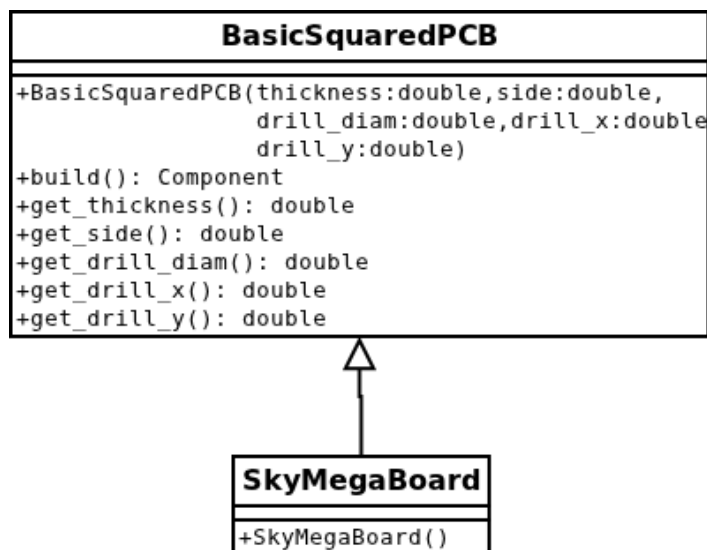 BasicSquaredPCB
+BasicSquaredPCB(thickness:double,side:double,
drill_diam:double,drill_x:double
drill_y:double)
+build(): Component
+get_thickness(): double
+get_side(): double
+get_drill_diam(): double
+get_drill_x(): double
+get_drill_y(): double
SkyMegaBoard
+SkyMegaBoard()